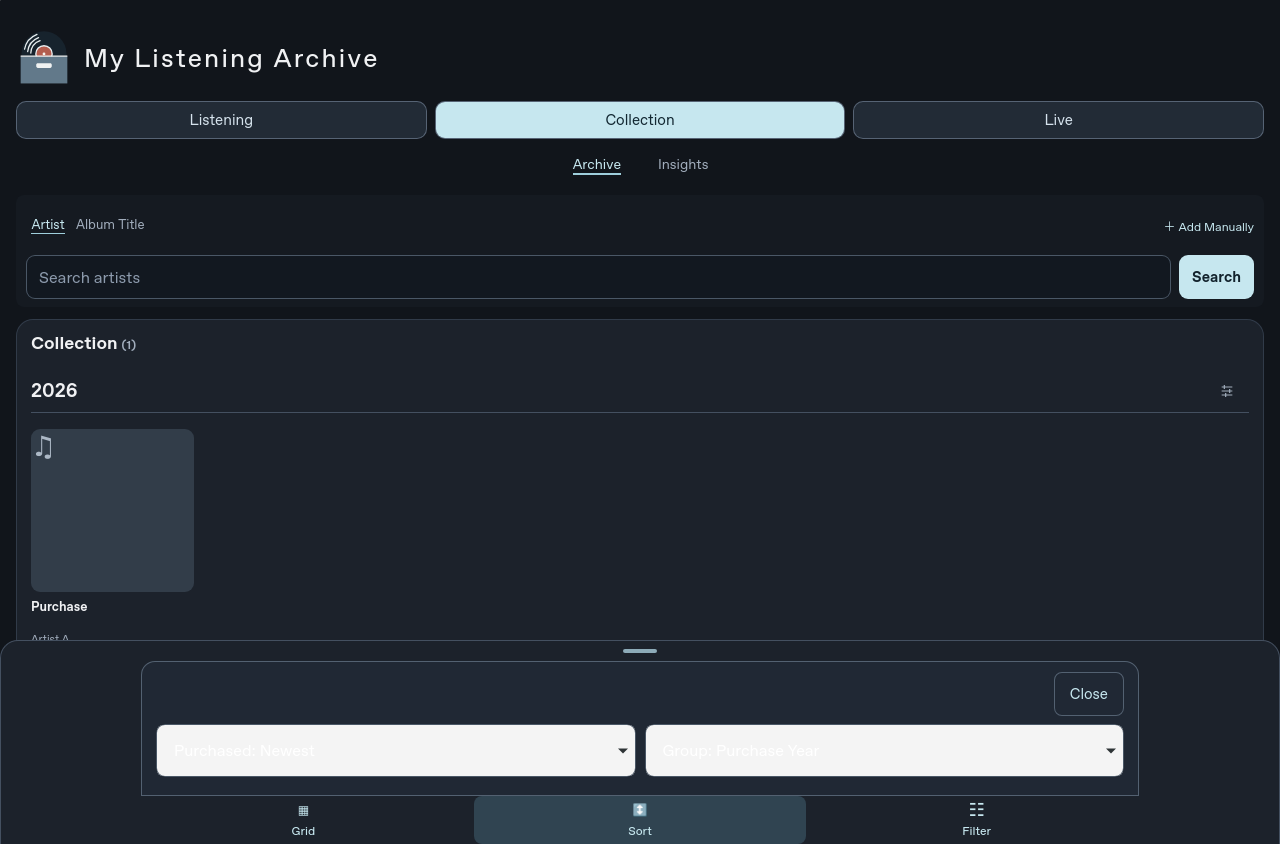 My Listening Archive
Listening
Collection
Live
Archive
Insights
Artist
Album Title
+ Add Manually
Search artists
Search
Collection (1)
2026
Purchase
Artist A
Close
Purchased: Newest
Group: Purchase Year
Grid
Sort
Filter